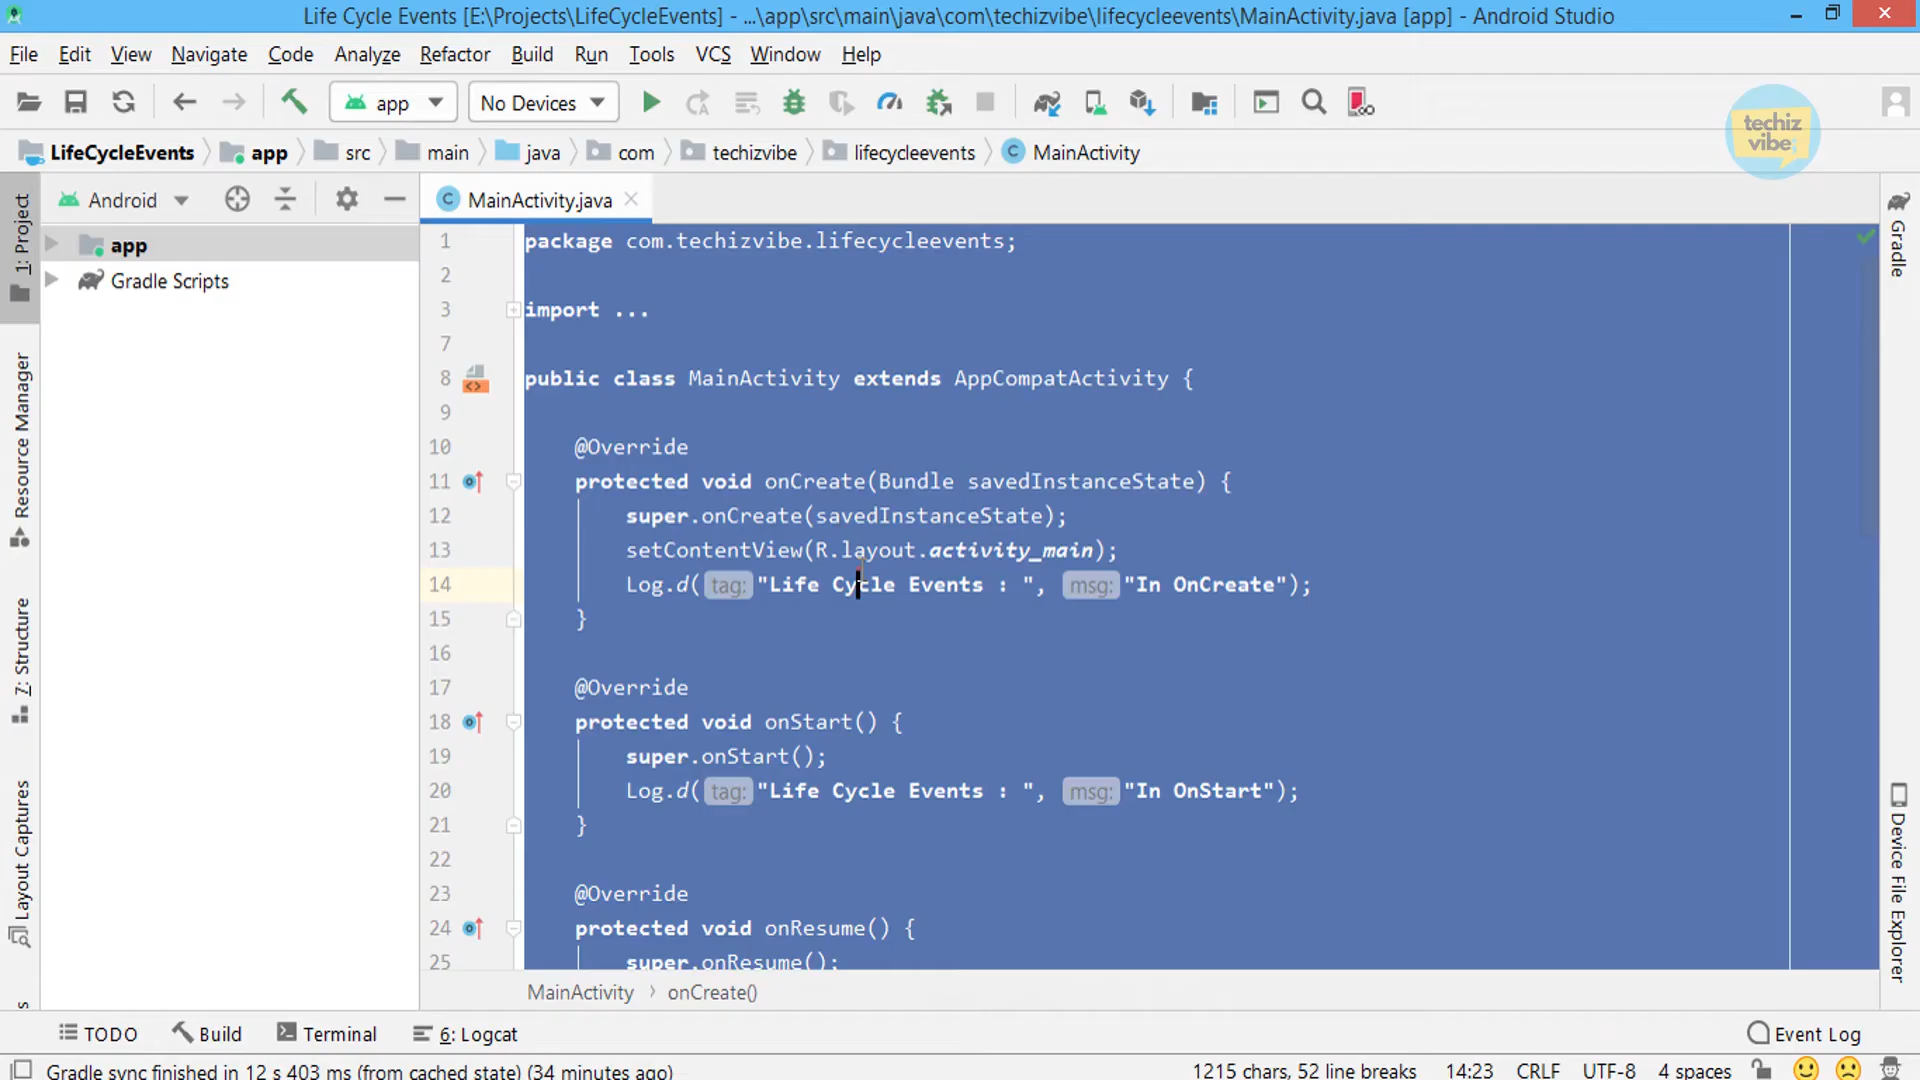 Life Cycle Events [E:\Projects\LifeCycleEvents] - ...\app\src\main\java\com\techizvibe\lifecycleevents\MainActivity.java [app] - Android Studio
File Edit View Navigate Code Analyze Refactor Build Run Tools VCS Window Help
app No Devices
techiz
vibe
LifeCycleEvents app src main java com techizvibe lifecycleevents MainActivity
Android MainActivity.java
app
Gradle Scripts
1: Project
Resource Manager
7: Structure
Layout Captures
1 package com.techizvibe.lifecycleevents;
2
3 import ...
7
8 public class MainActivity extends AppCompatActivity {
9
10 @Override
11 protected void onCreate(Bundle savedInstanceState) {
12 super.onCreate(savedInstanceState);
13 setContentView(R.layout.activity_main);
14 Log.d( tag: "Life Cycle Events : ", msg: "In OnCreate");
15 }
16
17 @Override
18 protected void onStart() {
19 super.onStart();
20 Log.d( tag: "Life Cycle Events : ", msg: "In OnStart");
21 }
22
23 @Override
24 protected void onResume() {
25 super.onResume();
MainActivity › onCreate()
Gradle
Device File Explorer
TODO Build Terminal 6: Logcat Event Log
Gradle sync finished in 12 s 403 ms (from cached state) (34 minutes ago) 1215 chars, 52 line breaks 14:23 CRLF UTF-8 4 spaces